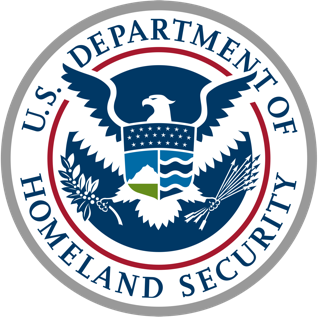 U.S. DEPARTMENT OF
HOMELAND SECURITY